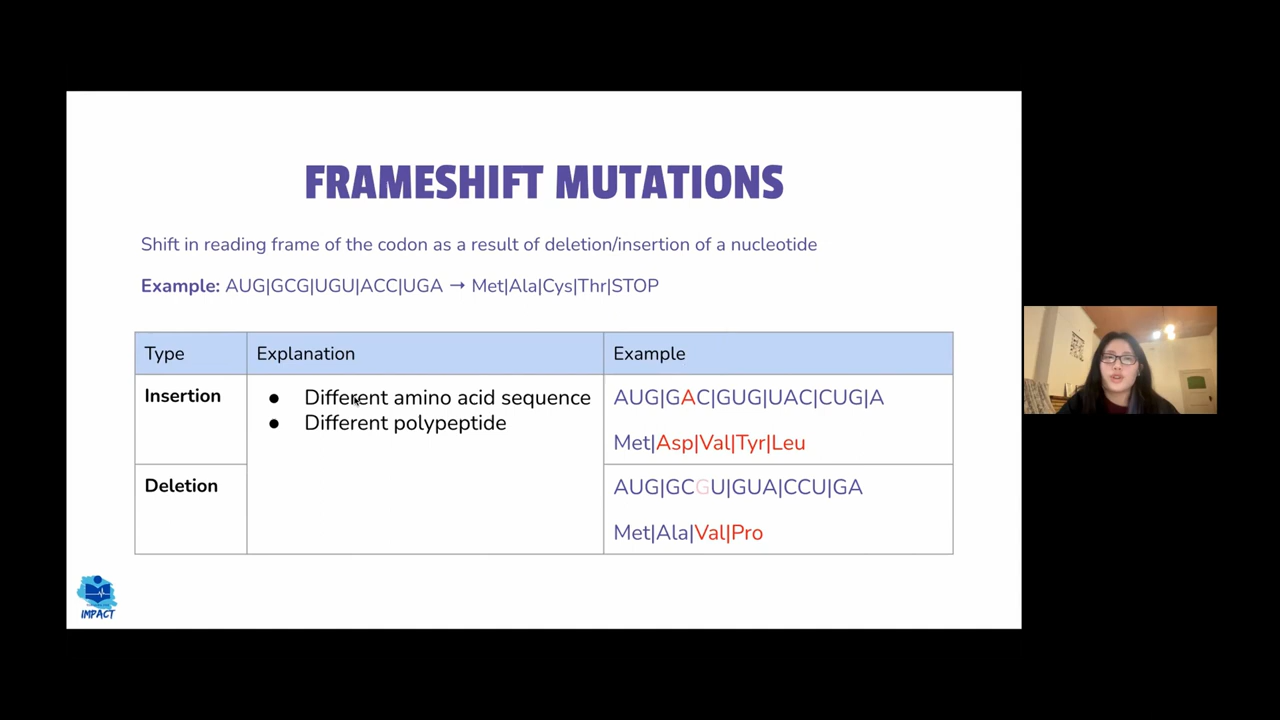 FRAMESHIFT MUTATIONS
Shift in reading frame of the codon as a result of deletion/insertion of a nucleotide
Example: AUG|GCG|UGU|ACC|UGA → Met|Ala|Cys|Thr|STOP
Type
Explanation
Example
Insertion
● Different amino acid sequence
● Different polypeptide
AUG|GAC|GUG|UAC|CUG|A
Met|Asp|Val|Tyr|Leu
Deletion
AUG|GCGU|GUA|CCU|GA
Met|Ala|Val|Pro
IMPACT